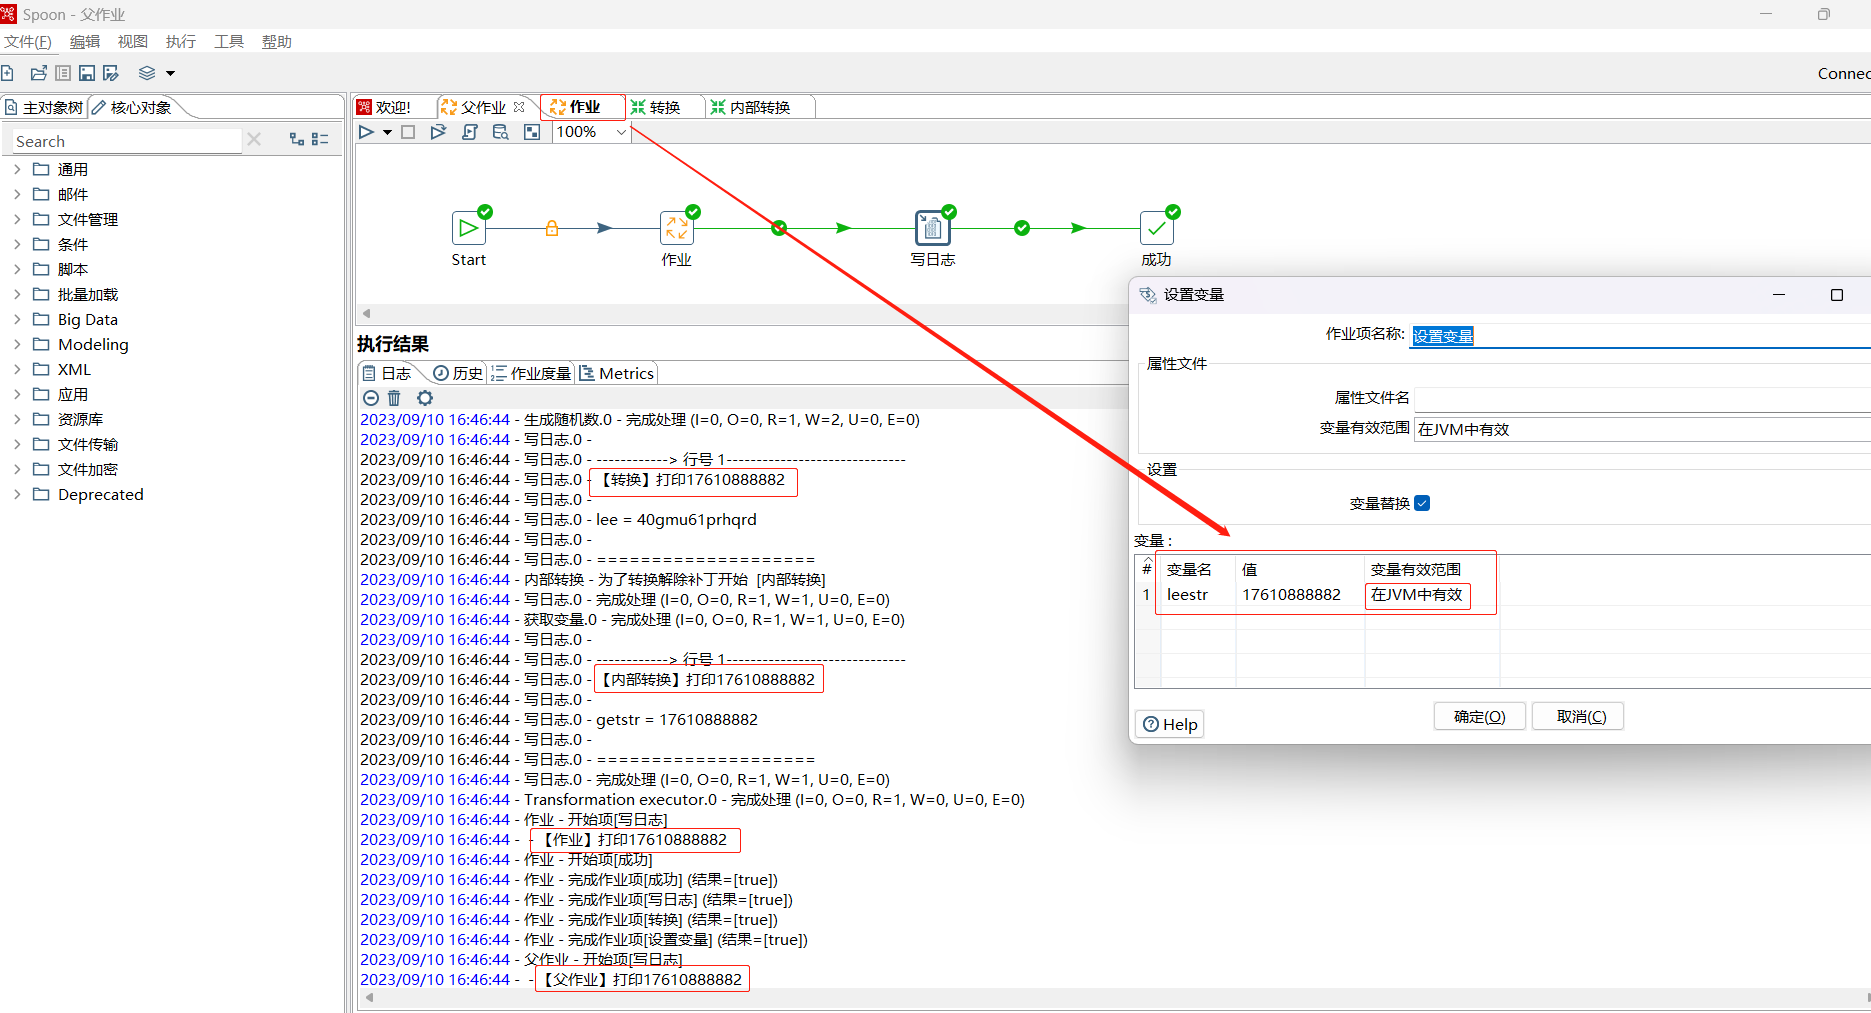 Spoon - 父作业
文件(F) 编辑 视图 执行 工具 帮助
Connec
主对象树 核心对象
Search
通用
邮件
文件管理
条件
脚本
批量加载
Big Data
Modeling
XML
应用
资源库
文件传输
文件加密
Deprecated
欢迎! 父作业 作业 转换 内部转换
100%
Start 作业 写日志 成功
执行结果
日志 历史 作业度量 Metrics
2023/09/10 16:46:44 - 生成随机数.0 - 完成处理 (I=0, O=0, R=1, W=2, U=0, E=0)
2023/09/10 16:46:44 - 写日志.0 -
2023/09/10 16:46:44 - 写日志.0 - ------------> 行号 1------------------------------
2023/09/10 16:46:44 - 写日志.0 - 【转换】打印17610888882
2023/09/10 16:46:44 - 写日志.0 -
2023/09/10 16:46:44 - 写日志.0 - lee = 40gmu61prhqrd
2023/09/10 16:46:44 - 写日志.0 -
2023/09/10 16:46:44 - 写日志.0 - ====================
2023/09/10 16:46:44 - 内部转换 - 为了转换解除补丁开始 [内部转换]
2023/09/10 16:46:44 - 写日志.0 - 完成处理 (I=0, O=0, R=1, W=1, U=0, E=0)
2023/09/10 16:46:44 - 获取变量.0 - 完成处理 (I=0, O=0, R=1, W=1, U=0, E=0)
2023/09/10 16:46:44 - 写日志.0 -
2023/09/10 16:46:44 - 写日志.0 - ------------> 行号 1------------------------------
2023/09/10 16:46:44 - 写日志.0 - 【内部转换】打印17610888882
2023/09/10 16:46:44 - 写日志.0 -
2023/09/10 16:46:44 - 写日志.0 - getstr = 17610888882
2023/09/10 16:46:44 - 写日志.0 -
2023/09/10 16:46:44 - 写日志.0 - ====================
2023/09/10 16:46:44 - 写日志.0 - 完成处理 (I=0, O=0, R=1, W=1, U=0, E=0)
2023/09/10 16:46:44 - Transformation executor.0 - 完成处理 (I=0, O=0, R=1, W=0, U=0, E=0)
2023/09/10 16:46:44 - 作业 - 开始项[写日志]
2023/09/10 16:46:44 - - 【作业】打印17610888882
2023/09/10 16:46:44 - 作业 - 开始项[成功]
2023/09/10 16:46:44 - 作业 - 完成作业项[成功] (结果=[true])
2023/09/10 16:46:44 - 作业 - 完成作业项[写日志] (结果=[true])
2023/09/10 16:46:44 - 作业 - 完成作业项[转换] (结果=[true])
2023/09/10 16:46:44 - 作业 - 完成作业项[设置变量] (结果=[true])
2023/09/10 16:46:44 - 父作业 - 开始项[写日志]
2023/09/10 16:46:44 - - 【父作业】打印17610888882
设置变量
作业项名称: 设置变量
属性文件
属性文件名
变量有效范围 在JVM中有效
设置
变量替换
变量 :
# 变量名 值 变量有效范围
1 leestr 17610888882 在JVM中有效
确定(O) 取消(C)
Help